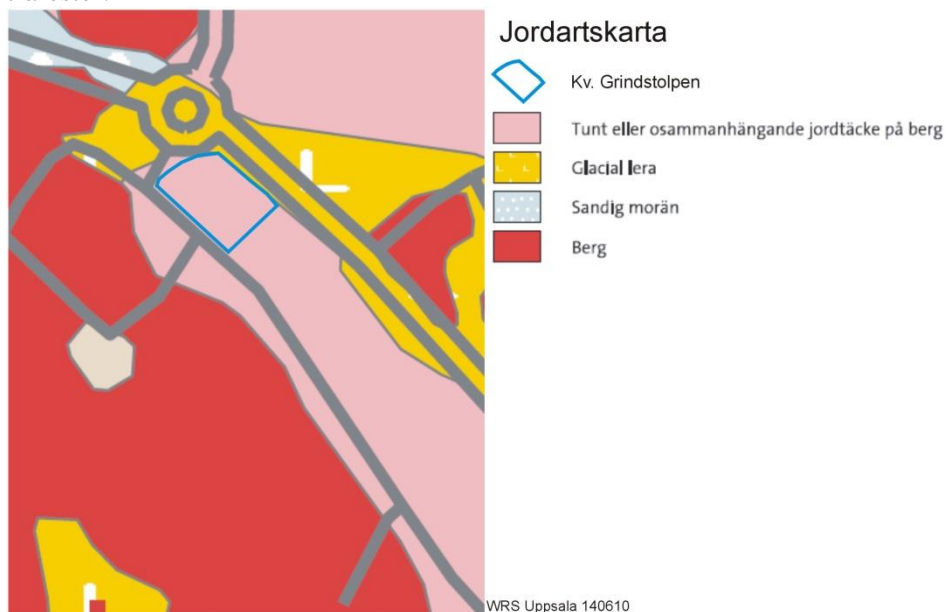 Jordartskarta
Kv. Grindstolpen
Tunt eller osammanhängande jordtäcke på berg
Glacial lera
Sandig morän
Berg
WRS Uppsala 140610